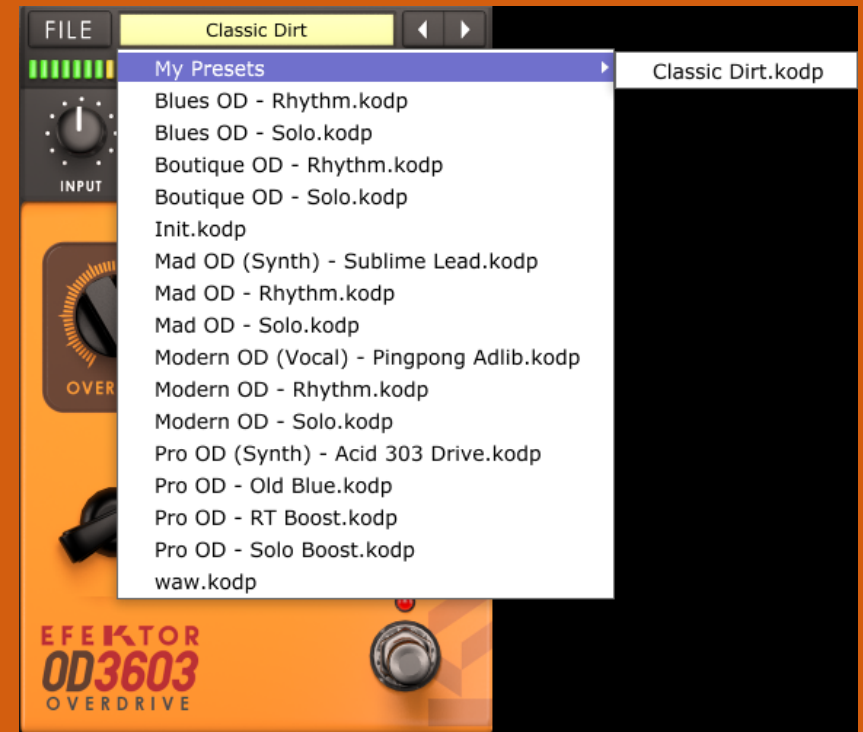 FILE
Classic Dirt
My Presets
Classic Dirt.kodp
Blues OD - Rhythm.kodp
Blues OD - Solo.kodp
Boutique OD - Rhythm.kodp
Boutique OD - Solo.kodp
Init.kodp
Mad OD (Synth) - Sublime Lead.kodp
Mad OD - Rhythm.kodp
Mad OD - Solo.kodp
Modern OD (Vocal) - Pingpong Adlib.kodp
Modern OD - Rhythm.kodp
Modern OD - Solo.kodp
Pro OD (Synth) - Acid 303 Drive.kodp
Pro OD - Old Blue.kodp
Pro OD - RT Boost.kodp
Pro OD - Solo Boost.kodp
waw.kodp
INPUT
OVER
EFEKTOR
OD3603
OVERDRIVE